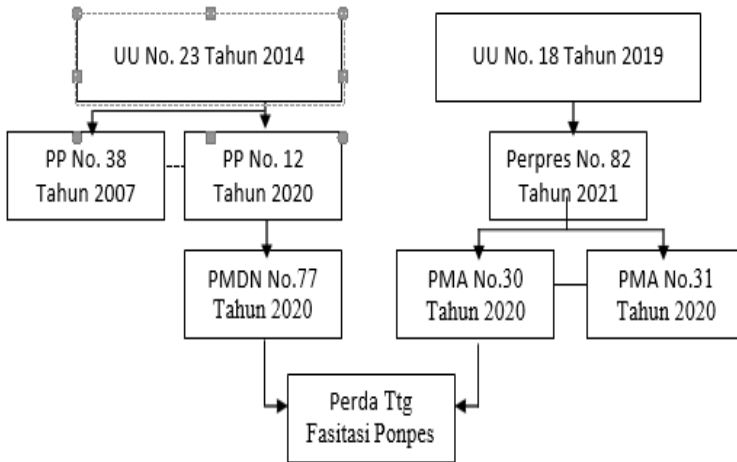 UU No. 23 Tahun 2014
UU No. 18 Tahun 2019
PP No. 38
Tahun 2007
PP No. 12
Tahun 2020
Perpres No. 82
Tahun 2021
PMDN No.77
Tahun 2020
PMA No.30
Tahun 2020
PMA No.31
Tahun 2020
Perda Ttg
Fasitasi Ponpes